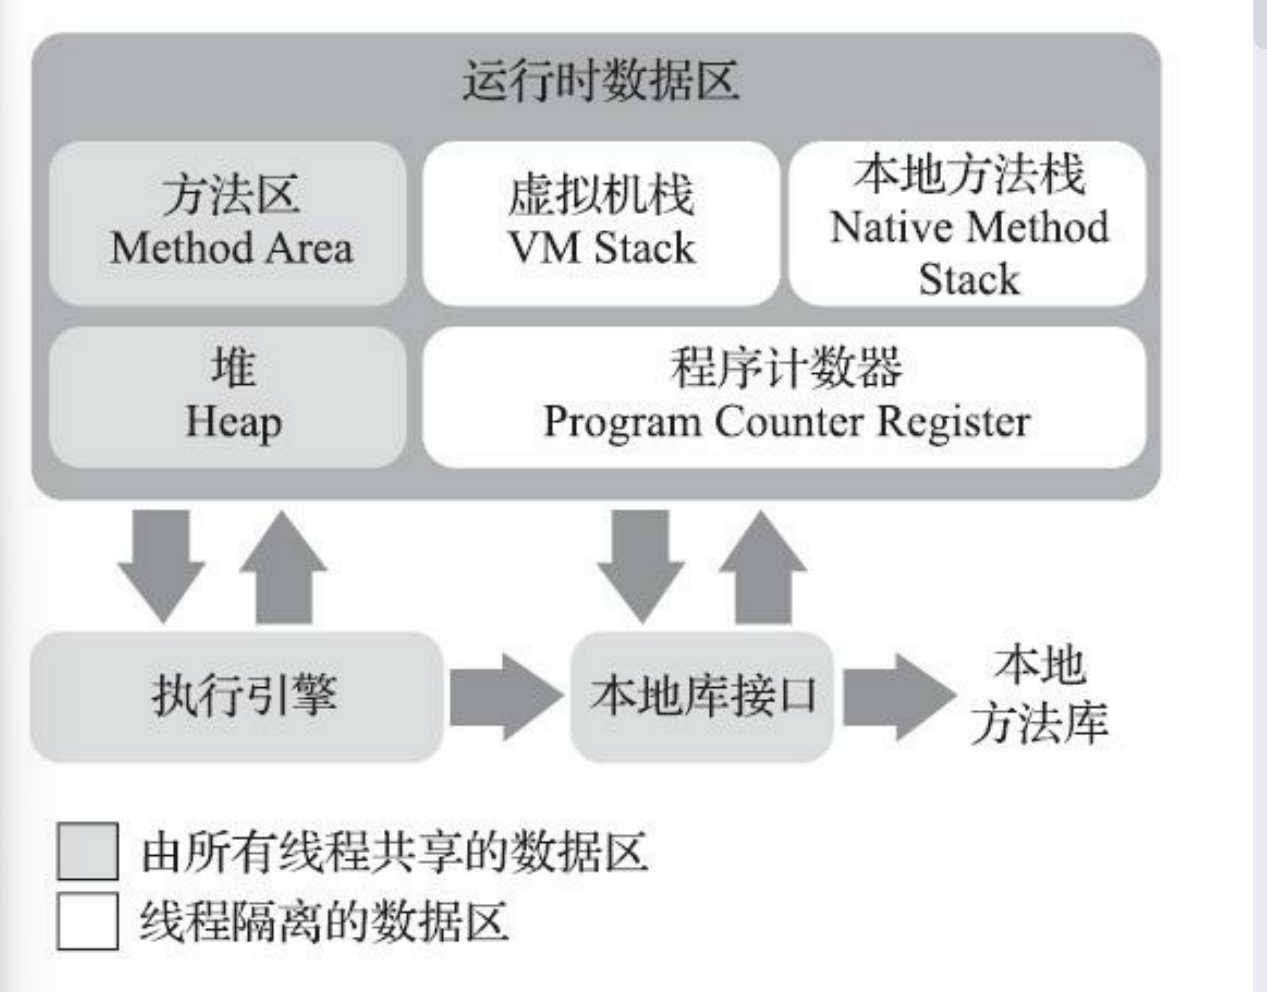 运行时数据区
方法区
Method Area
虚拟机栈
VM Stack
本地方法栈
Native Method
Stack
堆
Heap
程序计数器
Program Counter Register
执行引擎
本地库接口
本地
方法库
由所有线程共享的数据区
线程隔离的数据区